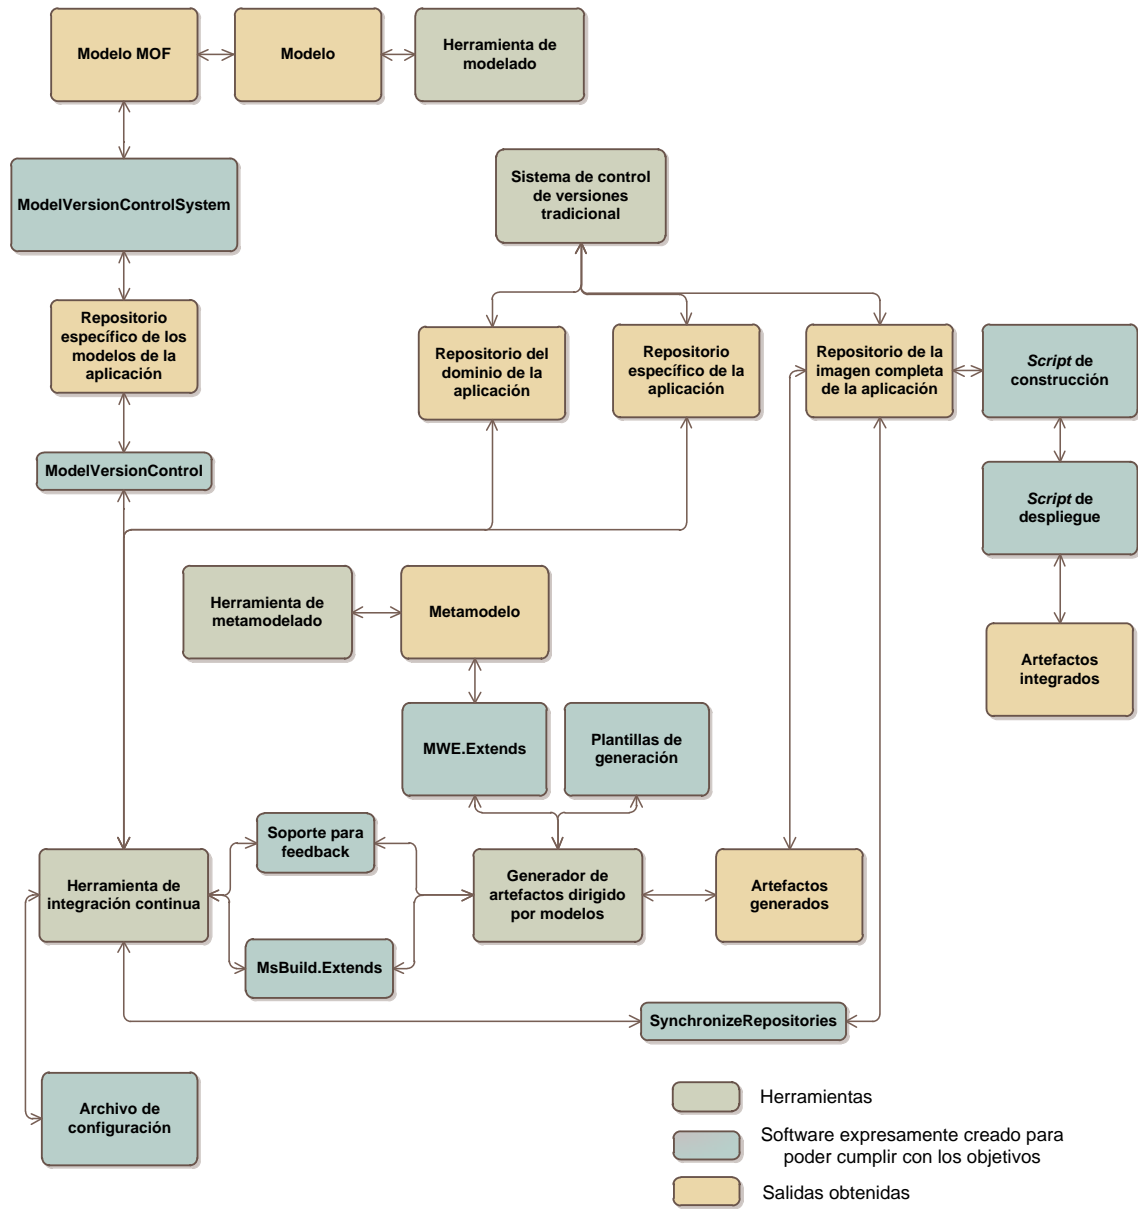 Modelo MOF
Modelo
Herramienta de
modelado
ModelVersionControlSystem
Sistema de control
de versiones
tradicional
Repositorio
específico de los
modelos de la
aplicación
Repositorio del
dominio de la
aplicación
Repositorio
específico de la
aplicación
Repositorio de la
imagen completa
de la aplicación
Script de
construcción
ModelVersionControl
Script de
despliegue
Herramienta de
metamodelado
Metamodelo
Artefactos
integrados
MWE.Extends
Plantillas de
generación
Soporte para
feedback
Herramienta de
integración continua
Generador de
artefactos dirigido
por modelos
Artefactos
generados
MsBuild.Extends
SynchronizeRepositories
Archivo de
configuración
Herramientas
Software expresamente creado para
poder cumplir con los objetivos
Salidas obtenidas